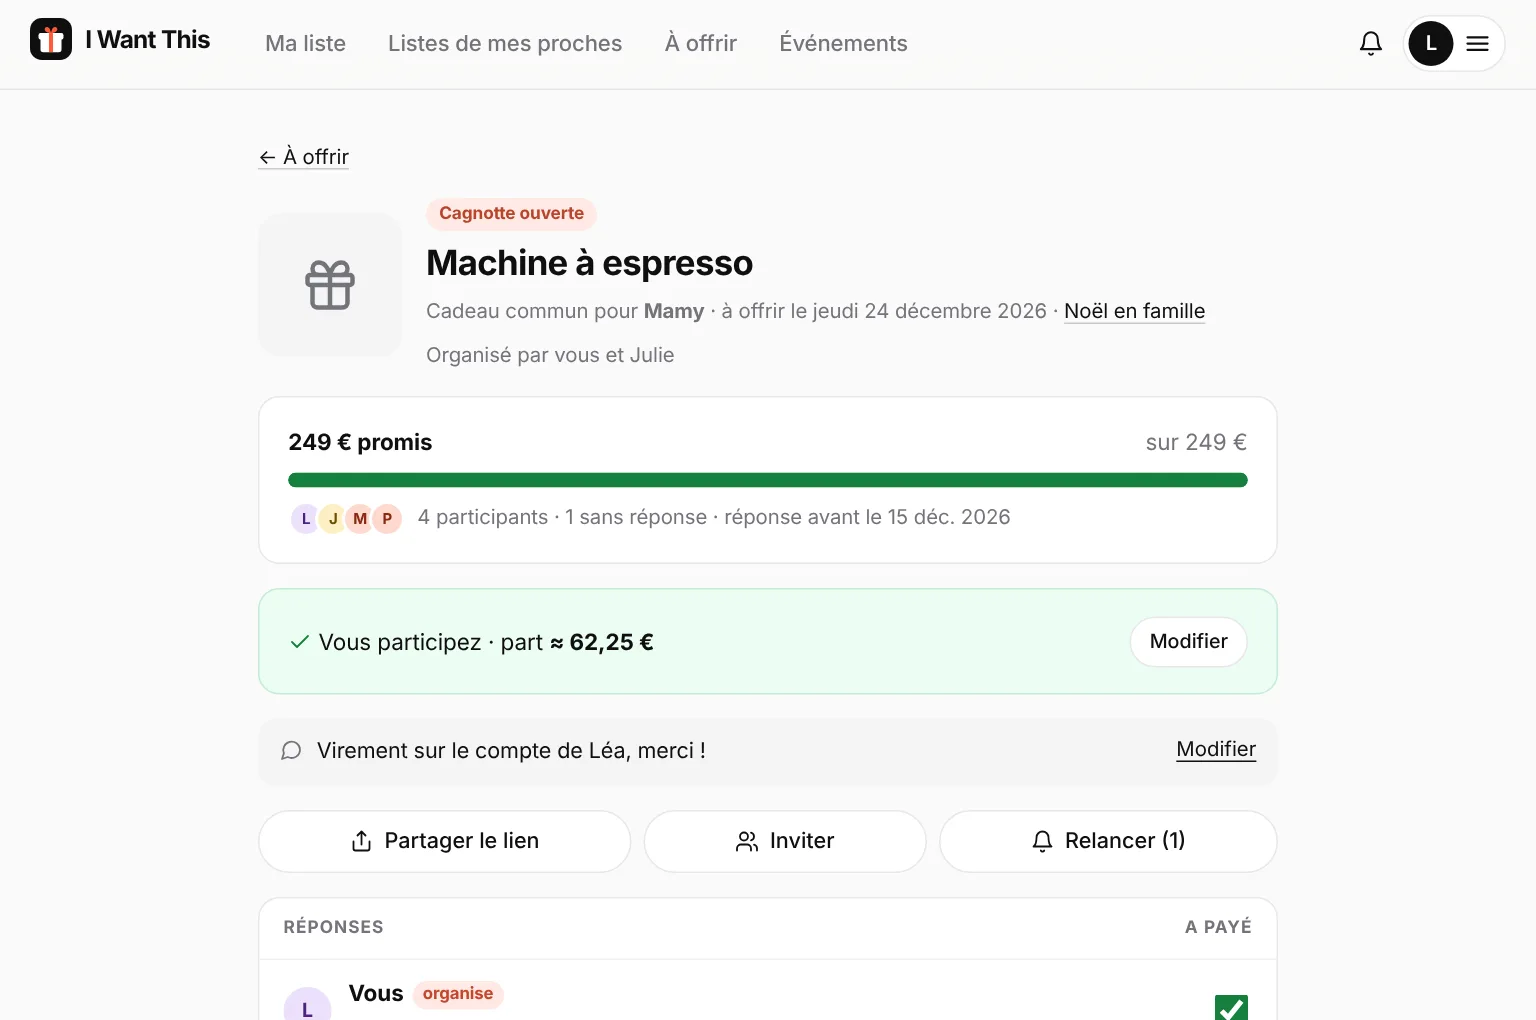 I Want This
Ma liste
Listes de mes proches
À offrir
Événements
L
← À offrir
Cagnotte ouverte
Machine à espresso
Cadeau commun pour Mamy · à offrir le jeudi 24 décembre 2026 · Noël en famille
Organisé par vous et Julie
249 € promis
sur 249 €
L J M P 4 participants · 1 sans réponse · réponse avant le 15 déc. 2026
Vous participez · part ≈ 62,25 €
Modifier
Virement sur le compte de Léa, merci !
Modifier
Partager le lien
Inviter
Relancer (1)
RÉPONSES
A PAYÉ
Vous organise
L